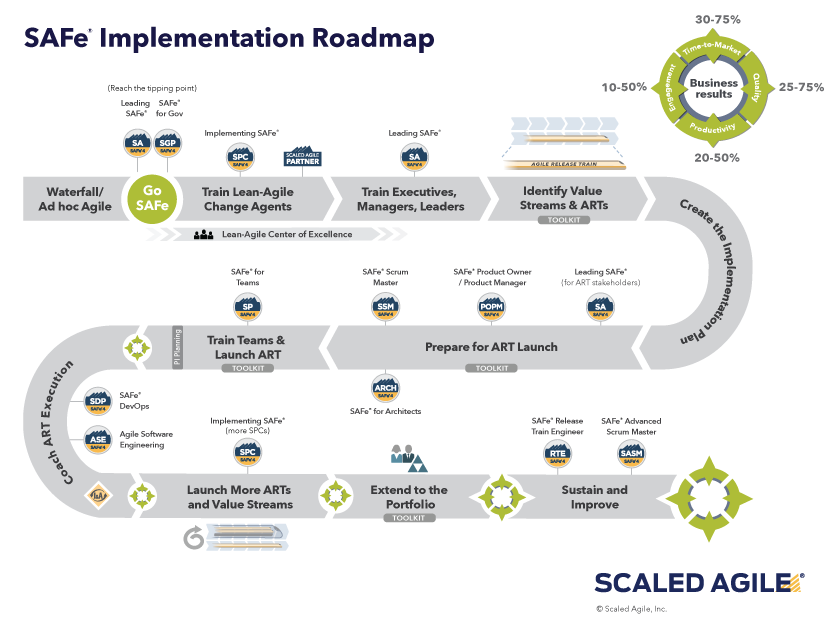 SAFe® Implementation Roadmap
30-75%
Time-to-Market
10-50%
Engagement
Business
results
Quality
25-75%
Productivity
20-50%
(Reach the tipping point)
Leading
SAFe®
SAFe®
for Gov
SA
SAFe 4
SGP
SAFe 4
Implementing SAFe®
SPC
SAFe 4
SCALED AGILE
PARTNER
Leading SAFe®
SA
SAFe 4
AGILE RELEASE TRAIN
Waterfall/
Ad hoc Agile
Go
SAFe
Train Lean-Agile
Change Agents
Train Executives,
Managers, Leaders
Identify Value
Streams & ARTs
TOOLKIT
Lean-Agile Center of Excellence
Create the Implementation Plan
SAFe® for
Teams
SP
SAFe 4
SAFe® Scrum
Master
SSM
SAFe 4
SAFe® Product Owner
/ Product Manager
POPM
SAFe 4
Leading SAFe®
(for ART stakeholders)
SA
SAFe 4
PI Planning
Train Teams &
Launch ART
TOOLKIT
Prepare for ART Launch
TOOLKIT
ARCH
SAFe 4
SAFe® for Architects
Coach ART Execution
SDP
SAFe 4
SAFe®
DevOps
ASE
SAFe 4
Agile Software
Engineering
I&A
Implementing SAFe®
(more SPCs)
SPC
SAFe 4
SAFe® Release
Train Engineer
RTE
SAFe 4
SAFe® Advanced
Scrum Master
SASM
SAFe 4
Launch More ARTs
and Value Streams
Extend to the
Portfolio
TOOLKIT
Sustain and
Improve
SCALED AGILE®
© Scaled Agile, Inc.